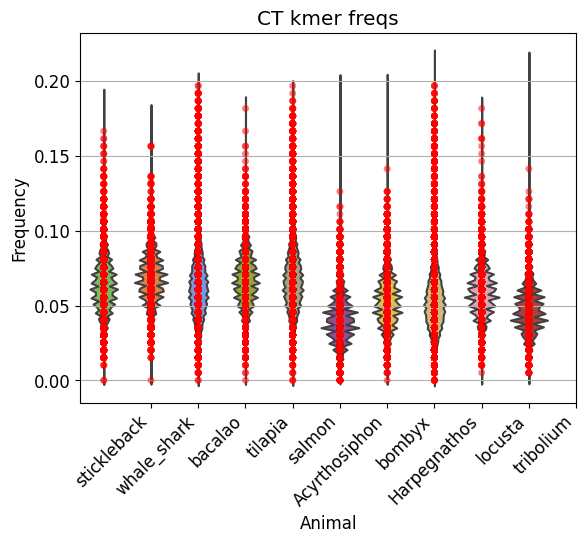 CT kmer freqs
Frequency
0.20
0.15
0.10
0.05
0.00
stickleback
whale_shark
bacalao
tilapia
salmon
Acyrthosiphon
bombyx
Harpegnathos
locusta
tribolium
Animal